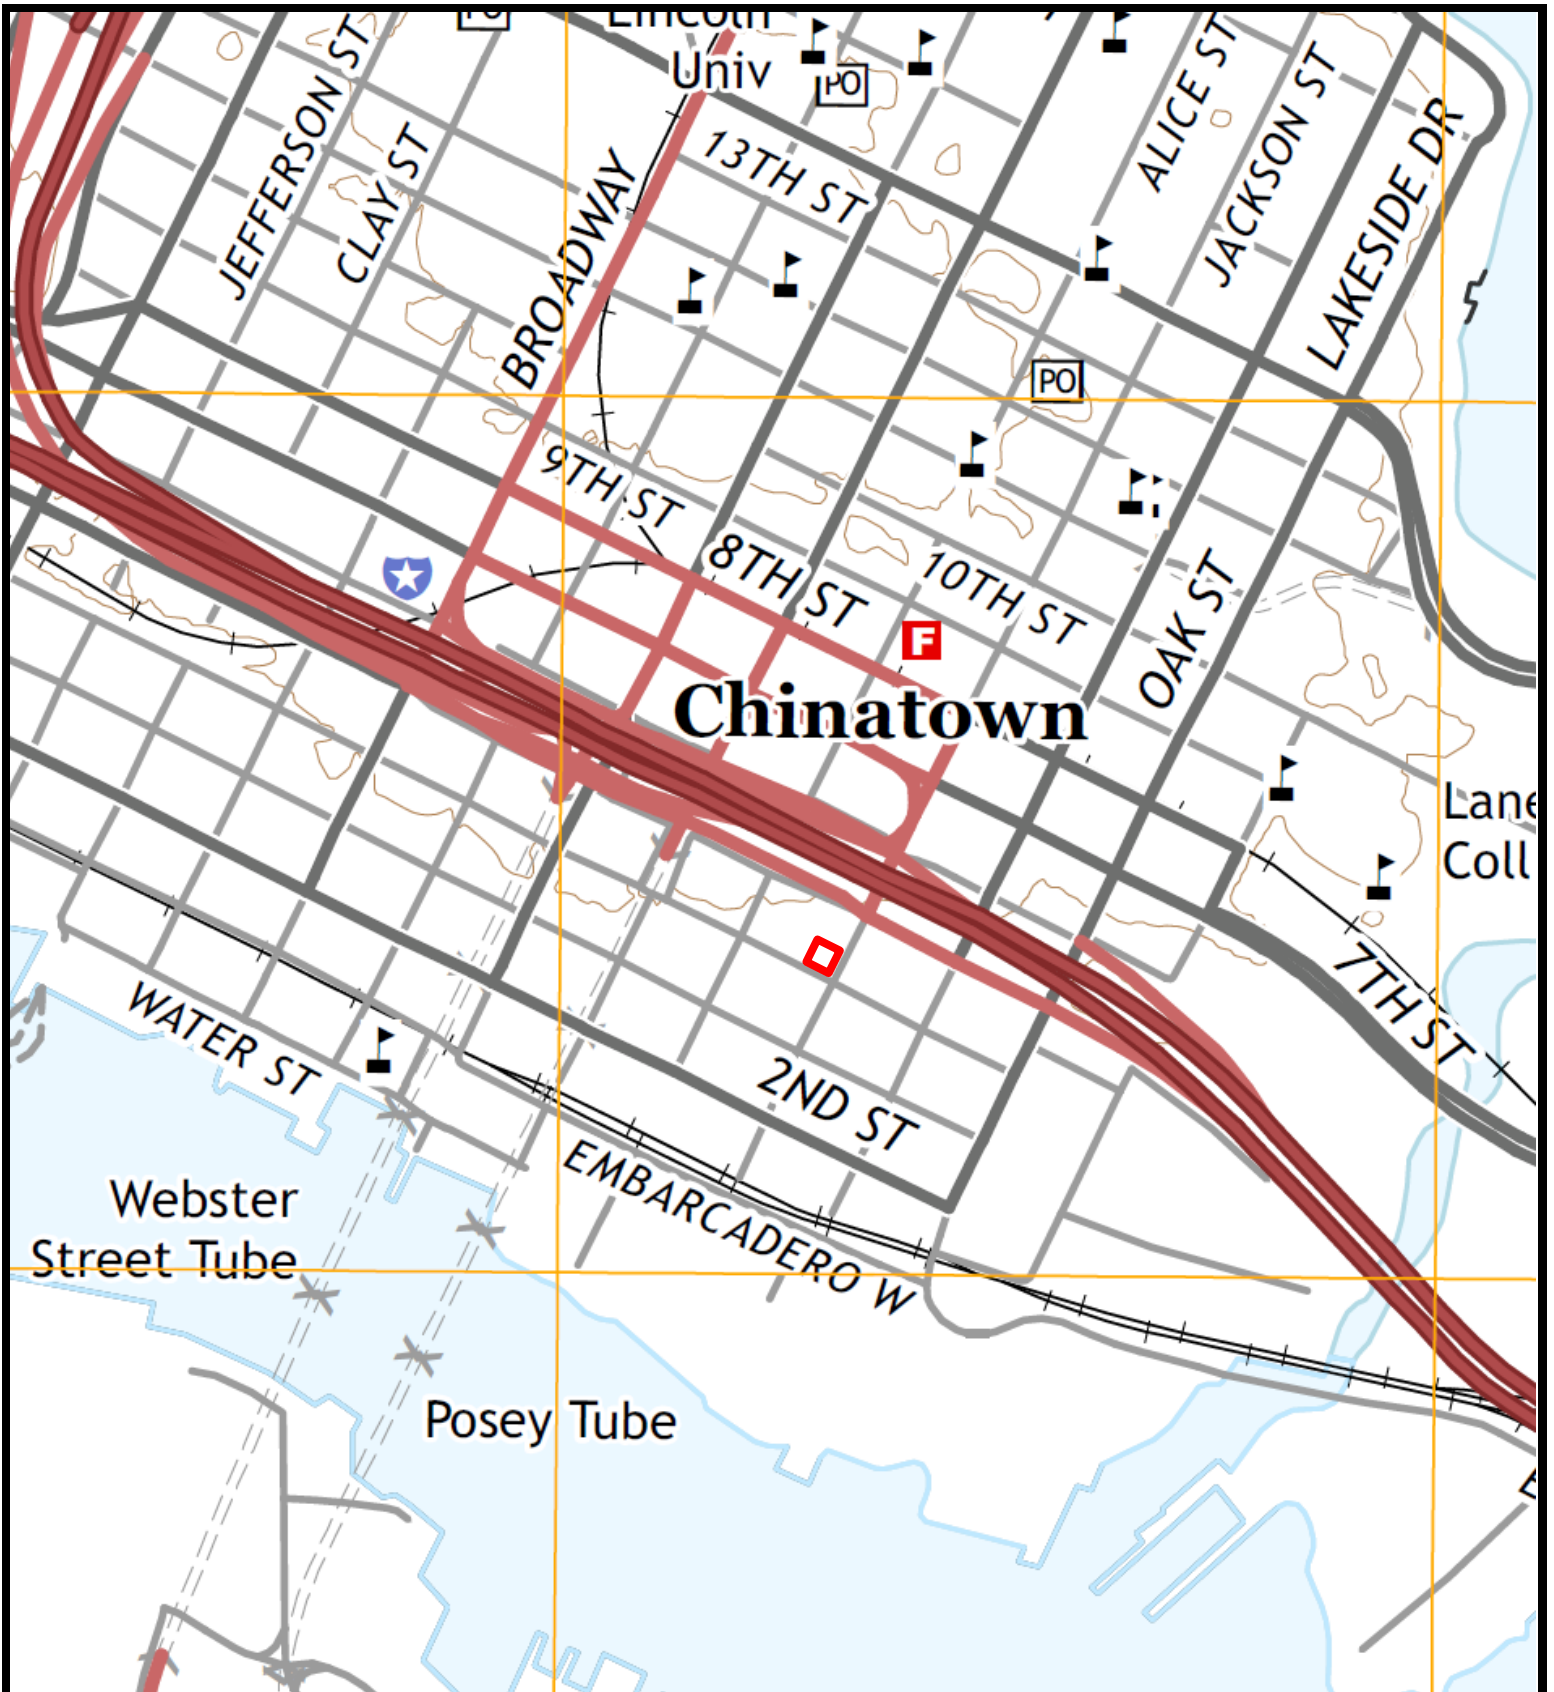 PO
Lincoln
Univ
PO
JEFFERSON ST
CLAY ST
BROADWAY
13TH ST
ALICE ST
JACKSON ST
LAKESIDE DR
PO
9TH ST
8TH ST
10TH ST
OAK ST
F
Chinatown
Lane
Coll
7TH ST
WATER ST
2ND ST
EMBARCADERO W
Webster
Street Tube
Posey Tube
E